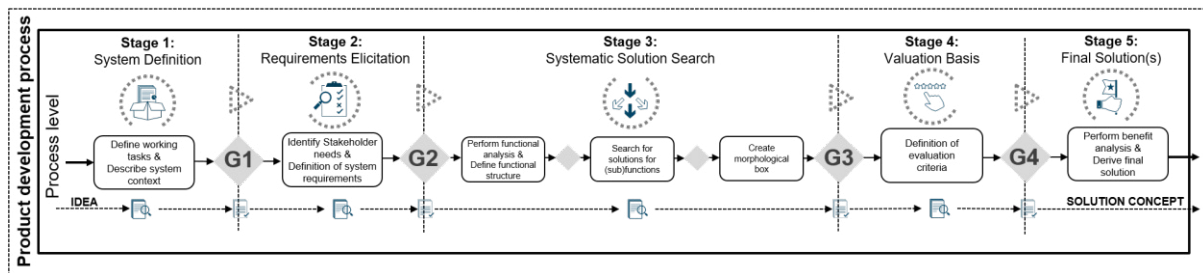 Product development process
Process level
Stage 1:
System Definition
Stage 2:
Requirements Elicitation
Stage 3:
Systematic Solution Search
Stage 4:
Valuation Basis
Stage 5:
Final Solution(s)
Define working
tasks &
Describe system
context
G1
Identify Stakeholder
needs &
Definition of system
requirements
G2
Perform functional
analysis &
Define functional
structure
Search for
solutions for
(sub)functions
Create
morphological
box
G3
Definition of
evaluation
criteria
G4
Perform benefit
analysis &
Derive final
solution
IDEA
SOLUTION CONCEPT